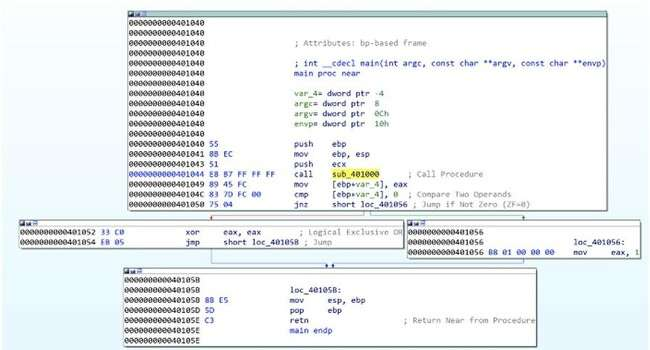 0000000000401040
0000000000401040
0000000000401040
0000000000401040 ; Attributes: bp-based frame
0000000000401040
0000000000401040 ; int __cdecl main(int argc, const char **argv, const char **envp)
0000000000401040 main proc near
0000000000401040
0000000000401040 var_4= dword ptr -4
0000000000401040 argc= dword ptr 8
0000000000401040 argv= dword ptr 0Ch
0000000000401040 envp= dword ptr 10h
0000000000401040
0000000000401040 55 push ebp
0000000000401041 8B EC mov ebp, esp
0000000000401043 51 push ecx
0000000000401044 E8 B7 FF FF FF call sub_401000 ; Call Procedure
0000000000401049 89 45 FC mov [ebp+var_4], eax
000000000040104C 83 7D FC 00 cmp [ebp+var_4], 0 ; Compare Two Operands
0000000000401050 75 04 jnz short loc_401056 ; Jump if Not Zero (ZF=0)
0000000000401052 33 C0 xor eax, eax ; Logical Exclusive OR
0000000000401054 EB 05 jmp short loc_40105B ; Jump
0000000000401056
0000000000401056 loc_401056:
0000000000401056 B8 01 00 00 00 mov eax, 1
000000000040105B
000000000040105B loc_40105B:
000000000040105B 8B E5 mov esp, ebp
000000000040105D 5D pop ebp
000000000040105E C3 retn ; Return Near from Procedure
000000000040105E main endp
000000000040105E